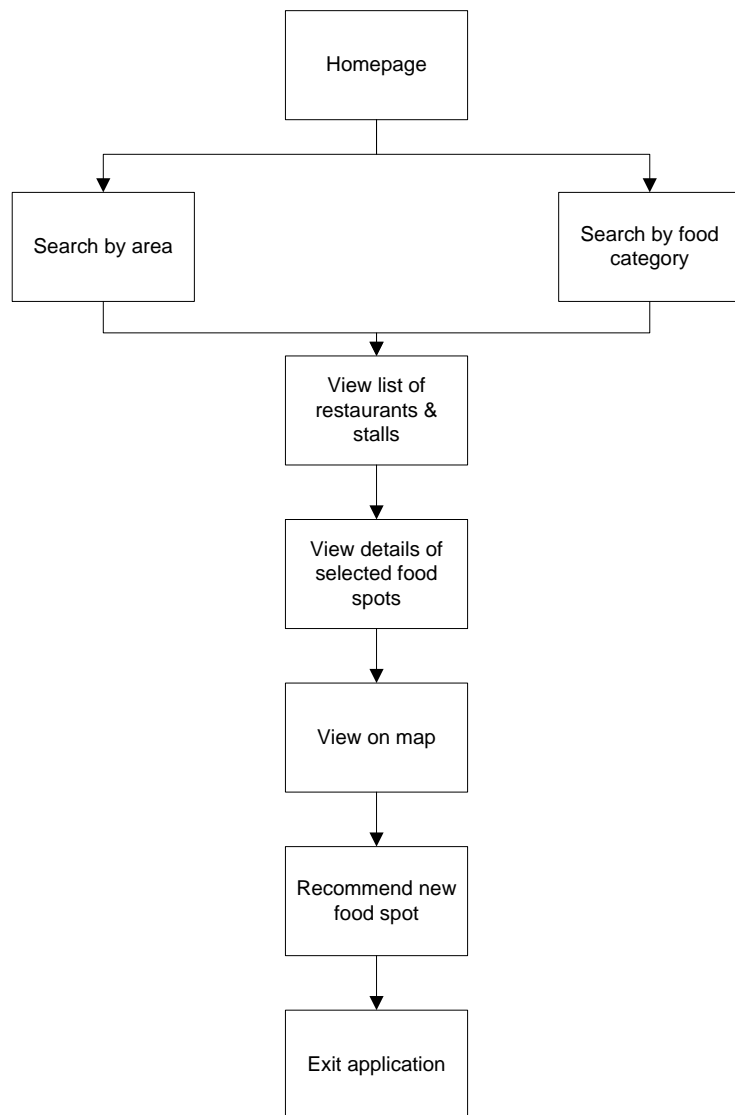 Homepage
Search by area
Search by food
category
View list of
restaurants &
stalls
View details of
selected food
spots
View on map
Recommend new
food spot
Exit application